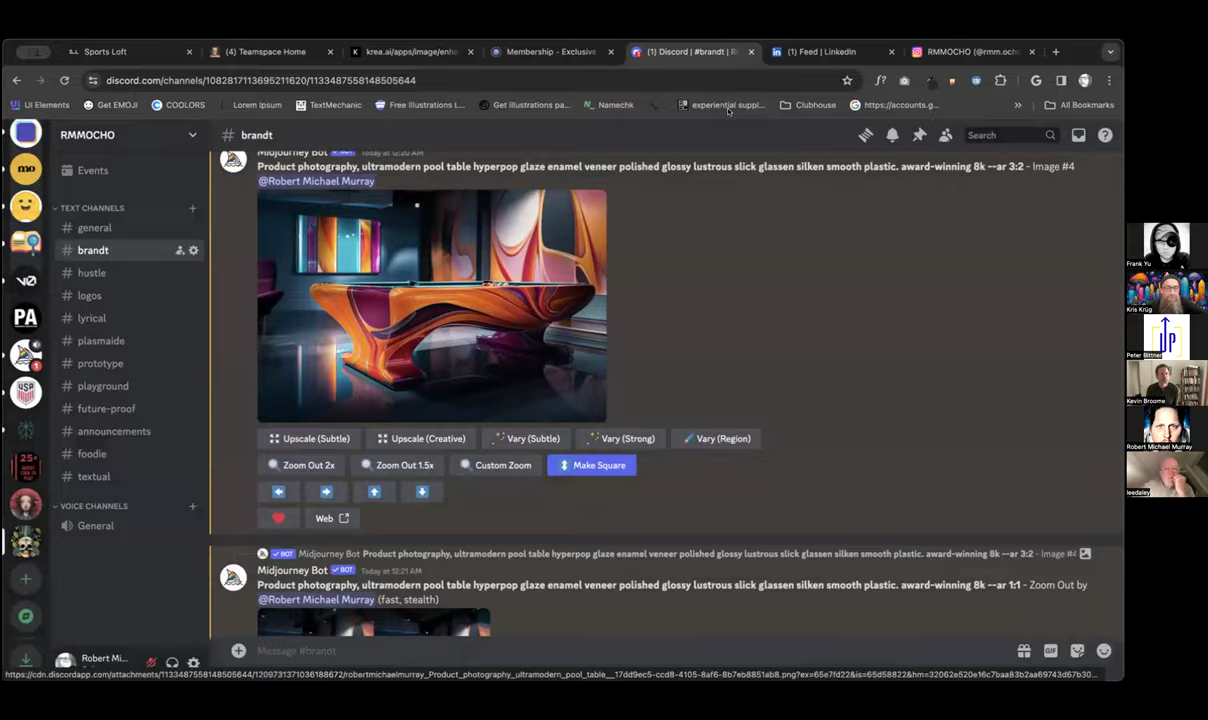 Sports Loft
(4) Teamspace Home
krea.ai/apps/image/enha
Membership - Exclusive
(1) Discord | #brandt | R
(1) Feed | LinkedIn
RMMOCHO (@rmm.och
discord.com/channels/1082817113695211620/1133487558148505644
UI Elements
Get EMOJI
COOLORS
Lorem Ipsum
TextMechanic
Free Illustrations L...
Get illustrations pa...
Namechk
experiential suppl...
Clubhouse
https://accounts.g...
All Bookmarks
RMMOCHO
# brandt
Search
Events
TEXT CHANNELS
# general
# brandt
# hustle
# logos
# lyrical
# plasmaide
# prototype
# playground
# future-proof
# announcements
# foodie
# textual
VOICE CHANNELS
General
Robert Mi...
mo
v0
PA
1
25
Midjourney Bot BOT Today at 12:20 AM
Product photography, ultramodern pool table hyperpop glaze enamel veneer polished glossy lustrous slick glassen silken smooth plastic. award-winning 8k --ar 3:2 - Image #4
@Robert Michael Murray
Upscale (Subtle)
Upscale (Creative)
Vary (Subtle)
Vary (Strong)
Vary (Region)
Zoom Out 2x
Zoom Out 1.5x
Custom Zoom
Make Square
Web
BOT Midjourney Bot Product photography, ultramodern pool table hyperpop glaze enamel veneer polished glossy lustrous slick glassen silken smooth plastic. award-winning 8k --ar 3:2 - Image #4
Midjourney Bot BOT Today at 12:21 AM
Product photography, ultramodern pool table hyperpop glaze enamel veneer polished glossy lustrous slick glassen silken smooth plastic. award-winning 8k --ar 1:1 - Zoom Out by
@Robert Michael Murray (fast, stealth)
Message #brandt
GIF
Frank Yu
Kris Krüg
UP
Peter Bittner
Kevin Broome
Robert Michael Murray
leedaley